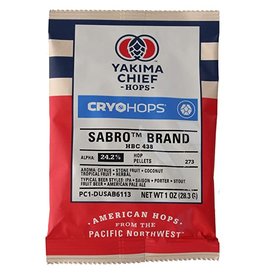 YAKIMA
CHIEF
HOPS
CRYOHOPS®
SABRO™ BRAND
HBC 438
ALPHA: 24.2% HOP PELLETS 273
AROMA: CITRUS • STONE FRUIT • COCONUT
TROPICAL FRUIT • HERBAL
TYPICAL BEER STYLES: IPA • SAISON • PORTER • STOUT
FRUIT BEER • AMERICAN PALE ALE
PC1-DUSAB6113 NET WT 1 OZ (28.3 G)
AMERICAN HOPS
FROM THE
PACIFIC NORTHWEST